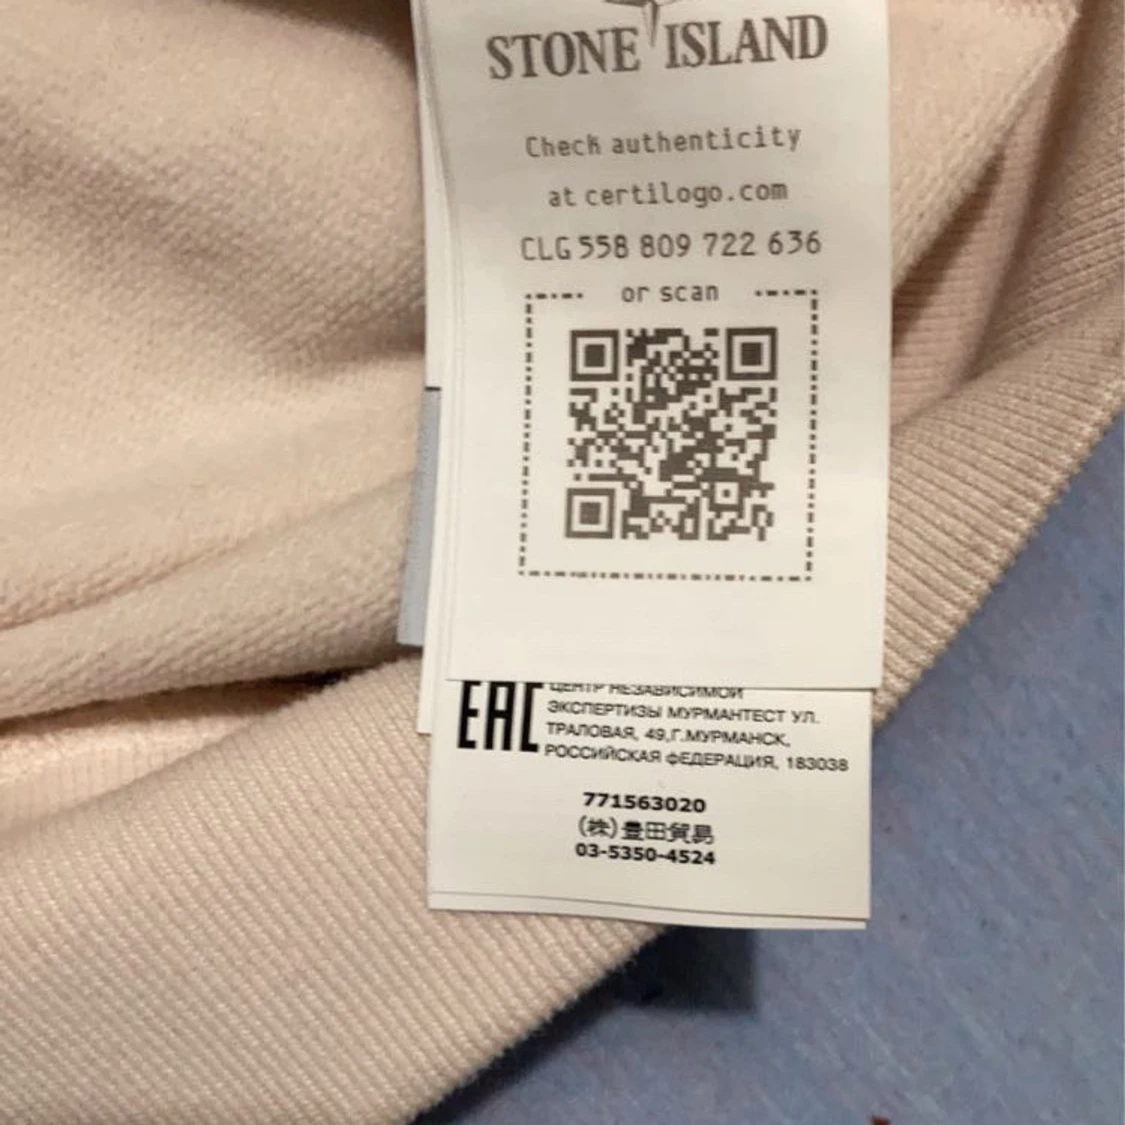 STONE ISLAND
Check authenticity
at certilogo.com
CLG 558 809 722 636
or scan
EAC
ЦЕНТР НЕЗАВИСИМОЙ
ЭКСПЕРТИЗЫ МУРМАНТЕСТ УЛ.
ТРАЛОВАЯ, 49,Г.МУРМАНСК,
РОССИЙСКАЯ ФЕДЕРАЦИЯ, 183038
771563020
(株)豊田貿易
03-5350-4524